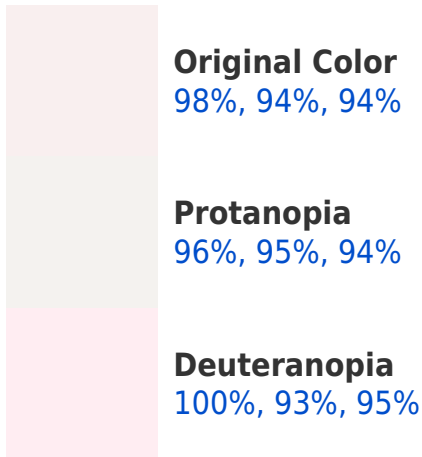 Original Color
98%, 94%, 94%
Protanopia
96%, 95%, 94%
Deuteranopia
100%, 93%, 95%